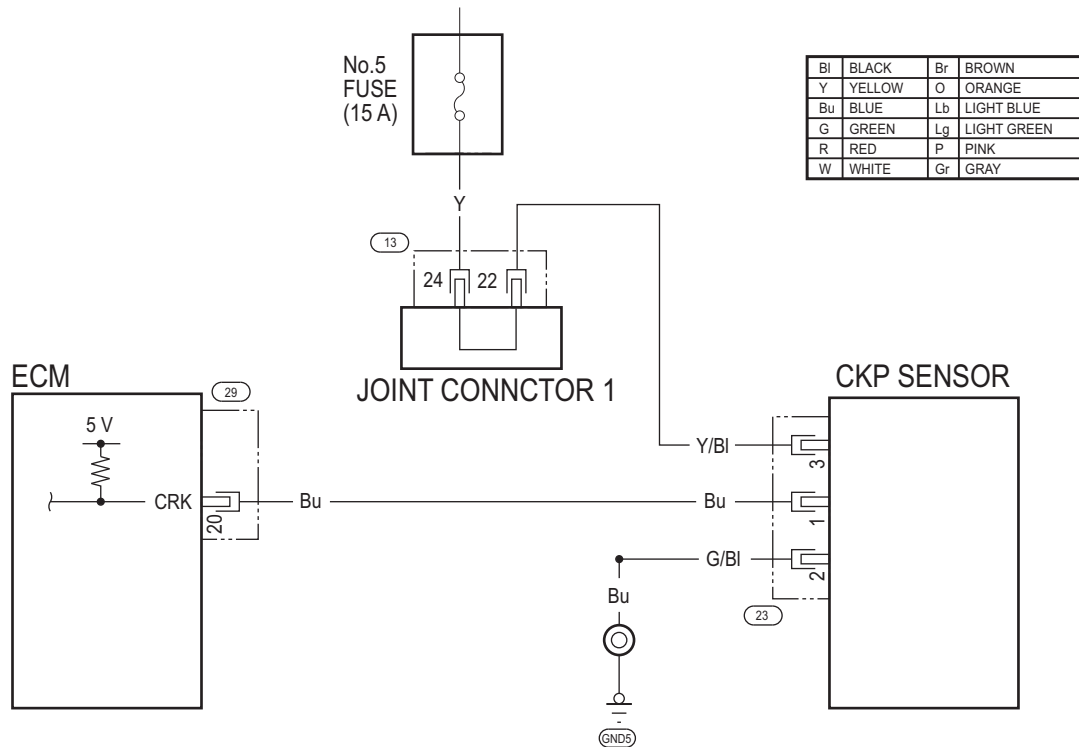 No.5
FUSE
(15 A)
Bl BLACK Br BROWN
Y YELLOW O ORANGE
Bu BLUE Lb LIGHT BLUE
G GREEN Lg LIGHT GREEN
R RED P PINK
W WHITE Gr GRAY
Y
13
24 22
JOINT CONNCTOR 1
ECM
29
5 V
CRK
20
Bu
CKP SENSOR
Y/Bl
3
Bu
1
G/Bl
2
Bu
23
GND5